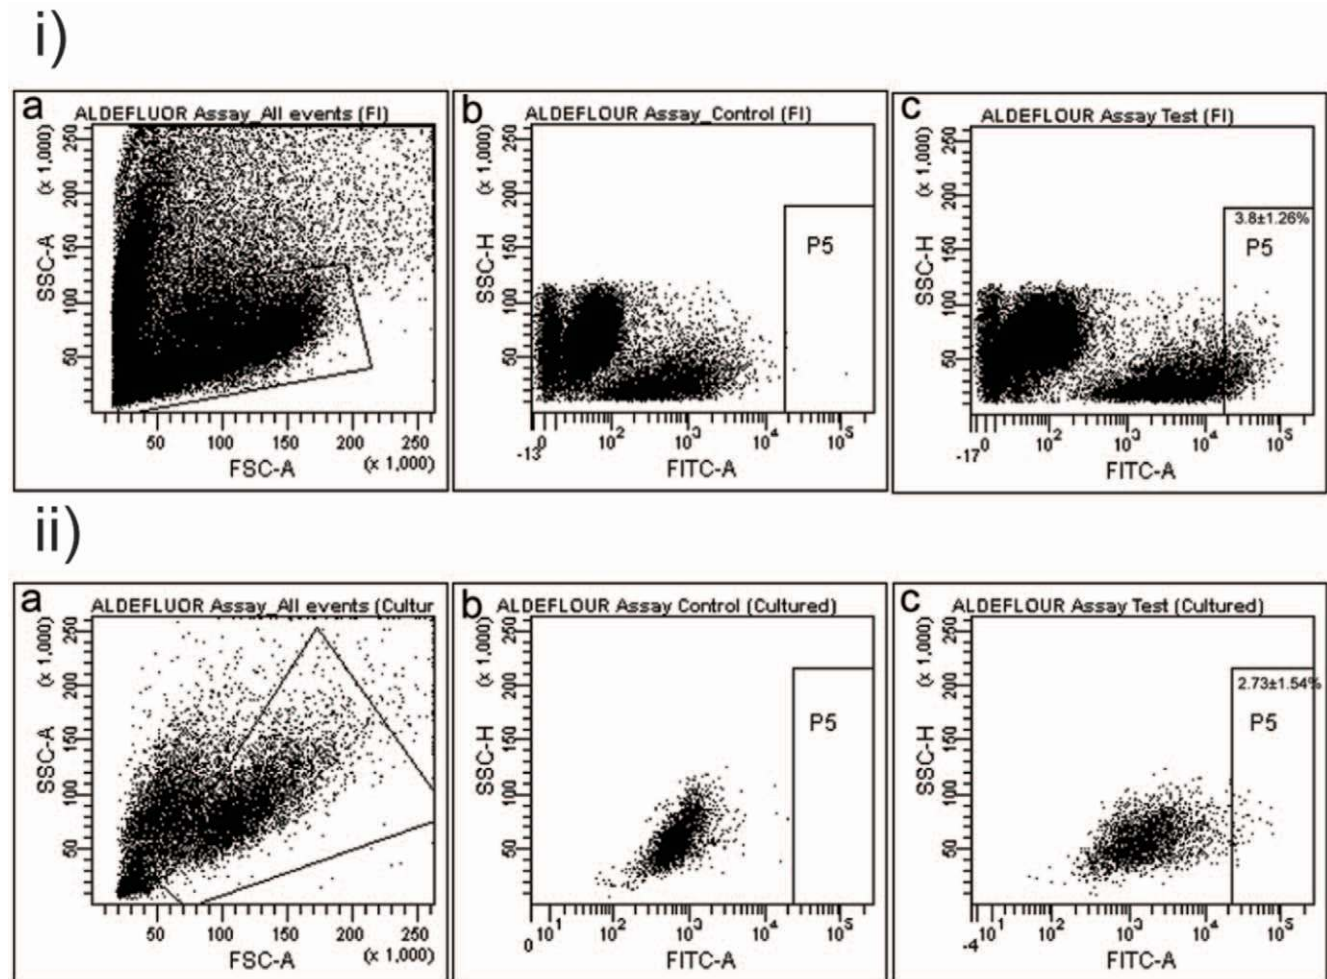 i)
a
ALDEFLUOR Assay_All events (FI)
(x 1,000)
250
200
150
100
50
SSC-A
50 100 150 200 250
FSC-A
(x 1,000)
b
ALDEFLOUR Assay_Control (FI)
(x 1,000)
250
200
150
100
50
SSC-H
P5
-13 0 10² 10³ 10⁴ 10⁵
FITC-A
c
ALDEFLOUR Assay Test (FI)
(x 1,000)
250
200
150
100
50
SSC-H
3.8±1.26%
P5
-17 0 10² 10³ 10⁴ 10⁵
FITC-A
ii)
a
ALDEFLUOR Assay_All events (Cultur
(x 1,000)
250
200
150
100
50
SSC-A
50 100 150 200 250
FSC-A
(x 1,000)
b
ALDEFLOUR Assay Control (Cultured)
(x 1,000)
250
200
150
100
50
SSC-H
P5
0 10¹ 10² 10³ 10⁴ 10⁵
FITC-A
c
ALDEFLOUR Assay Test (Cultured)
(x 1,000)
250
200
150
100
50
SSC-H
2.73±1.54%
P5
-4 10¹ 10² 10³ 10⁴ 10⁵
FITC-A